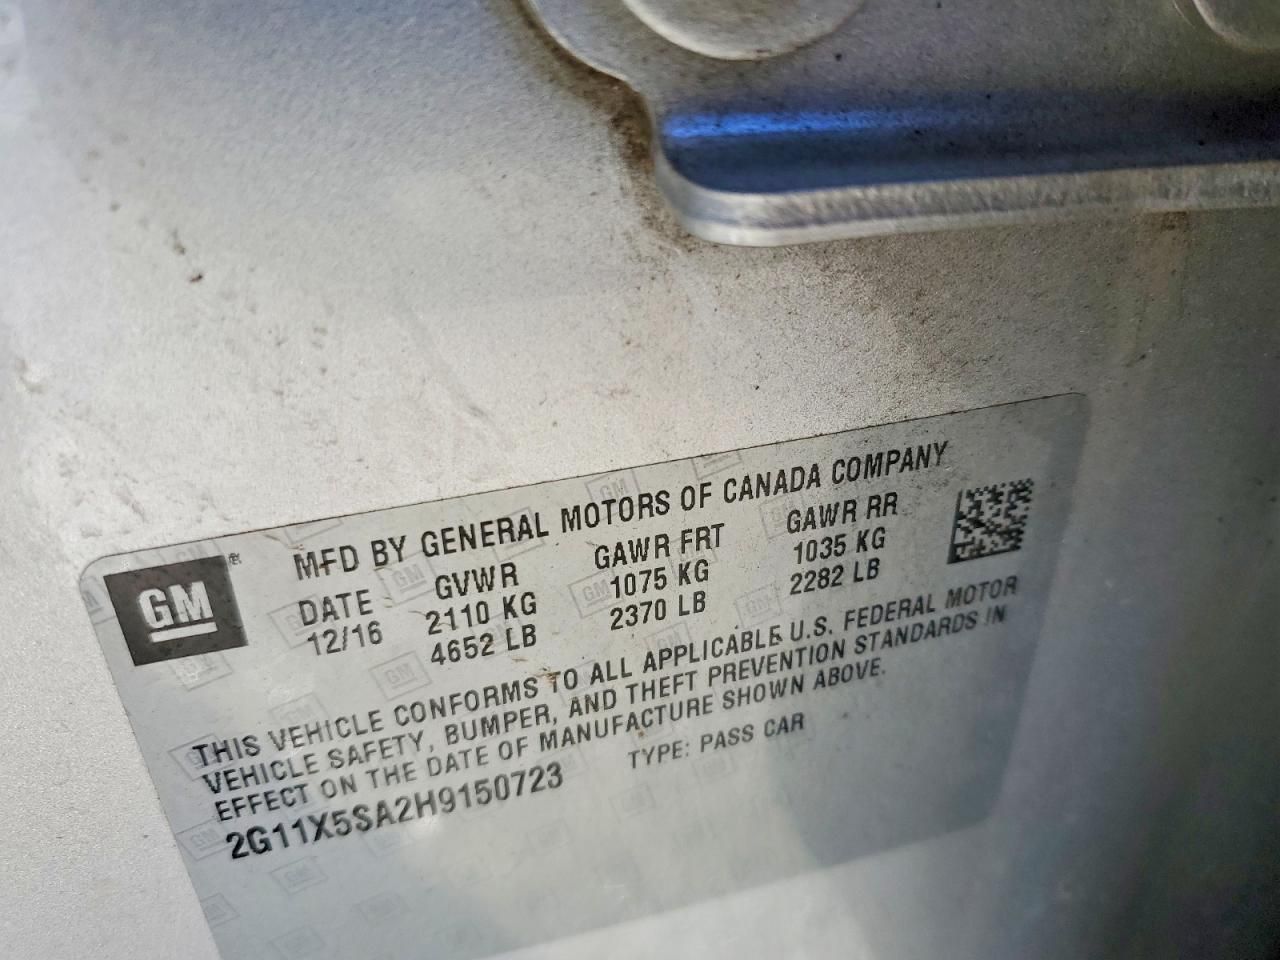 MFD BY GENERAL MOTORS OF CANADA COMPANY
GM ®
DATE GVWR GAWR FRT GAWR RR
12/16 2110 KG 1075 KG 1035 KG
4652 LB 2370 LB 2282 LB
THIS VEHICLE CONFORMS TO ALL APPLICABLE U.S. FEDERAL MOTOR
VEHICLE SAFETY, BUMPER, AND THEFT PREVENTION STANDARDS IN
EFFECT ON THE DATE OF MANUFACTURE SHOWN ABOVE.
2G11X5SA2H9150723 TYPE: PASS CAR